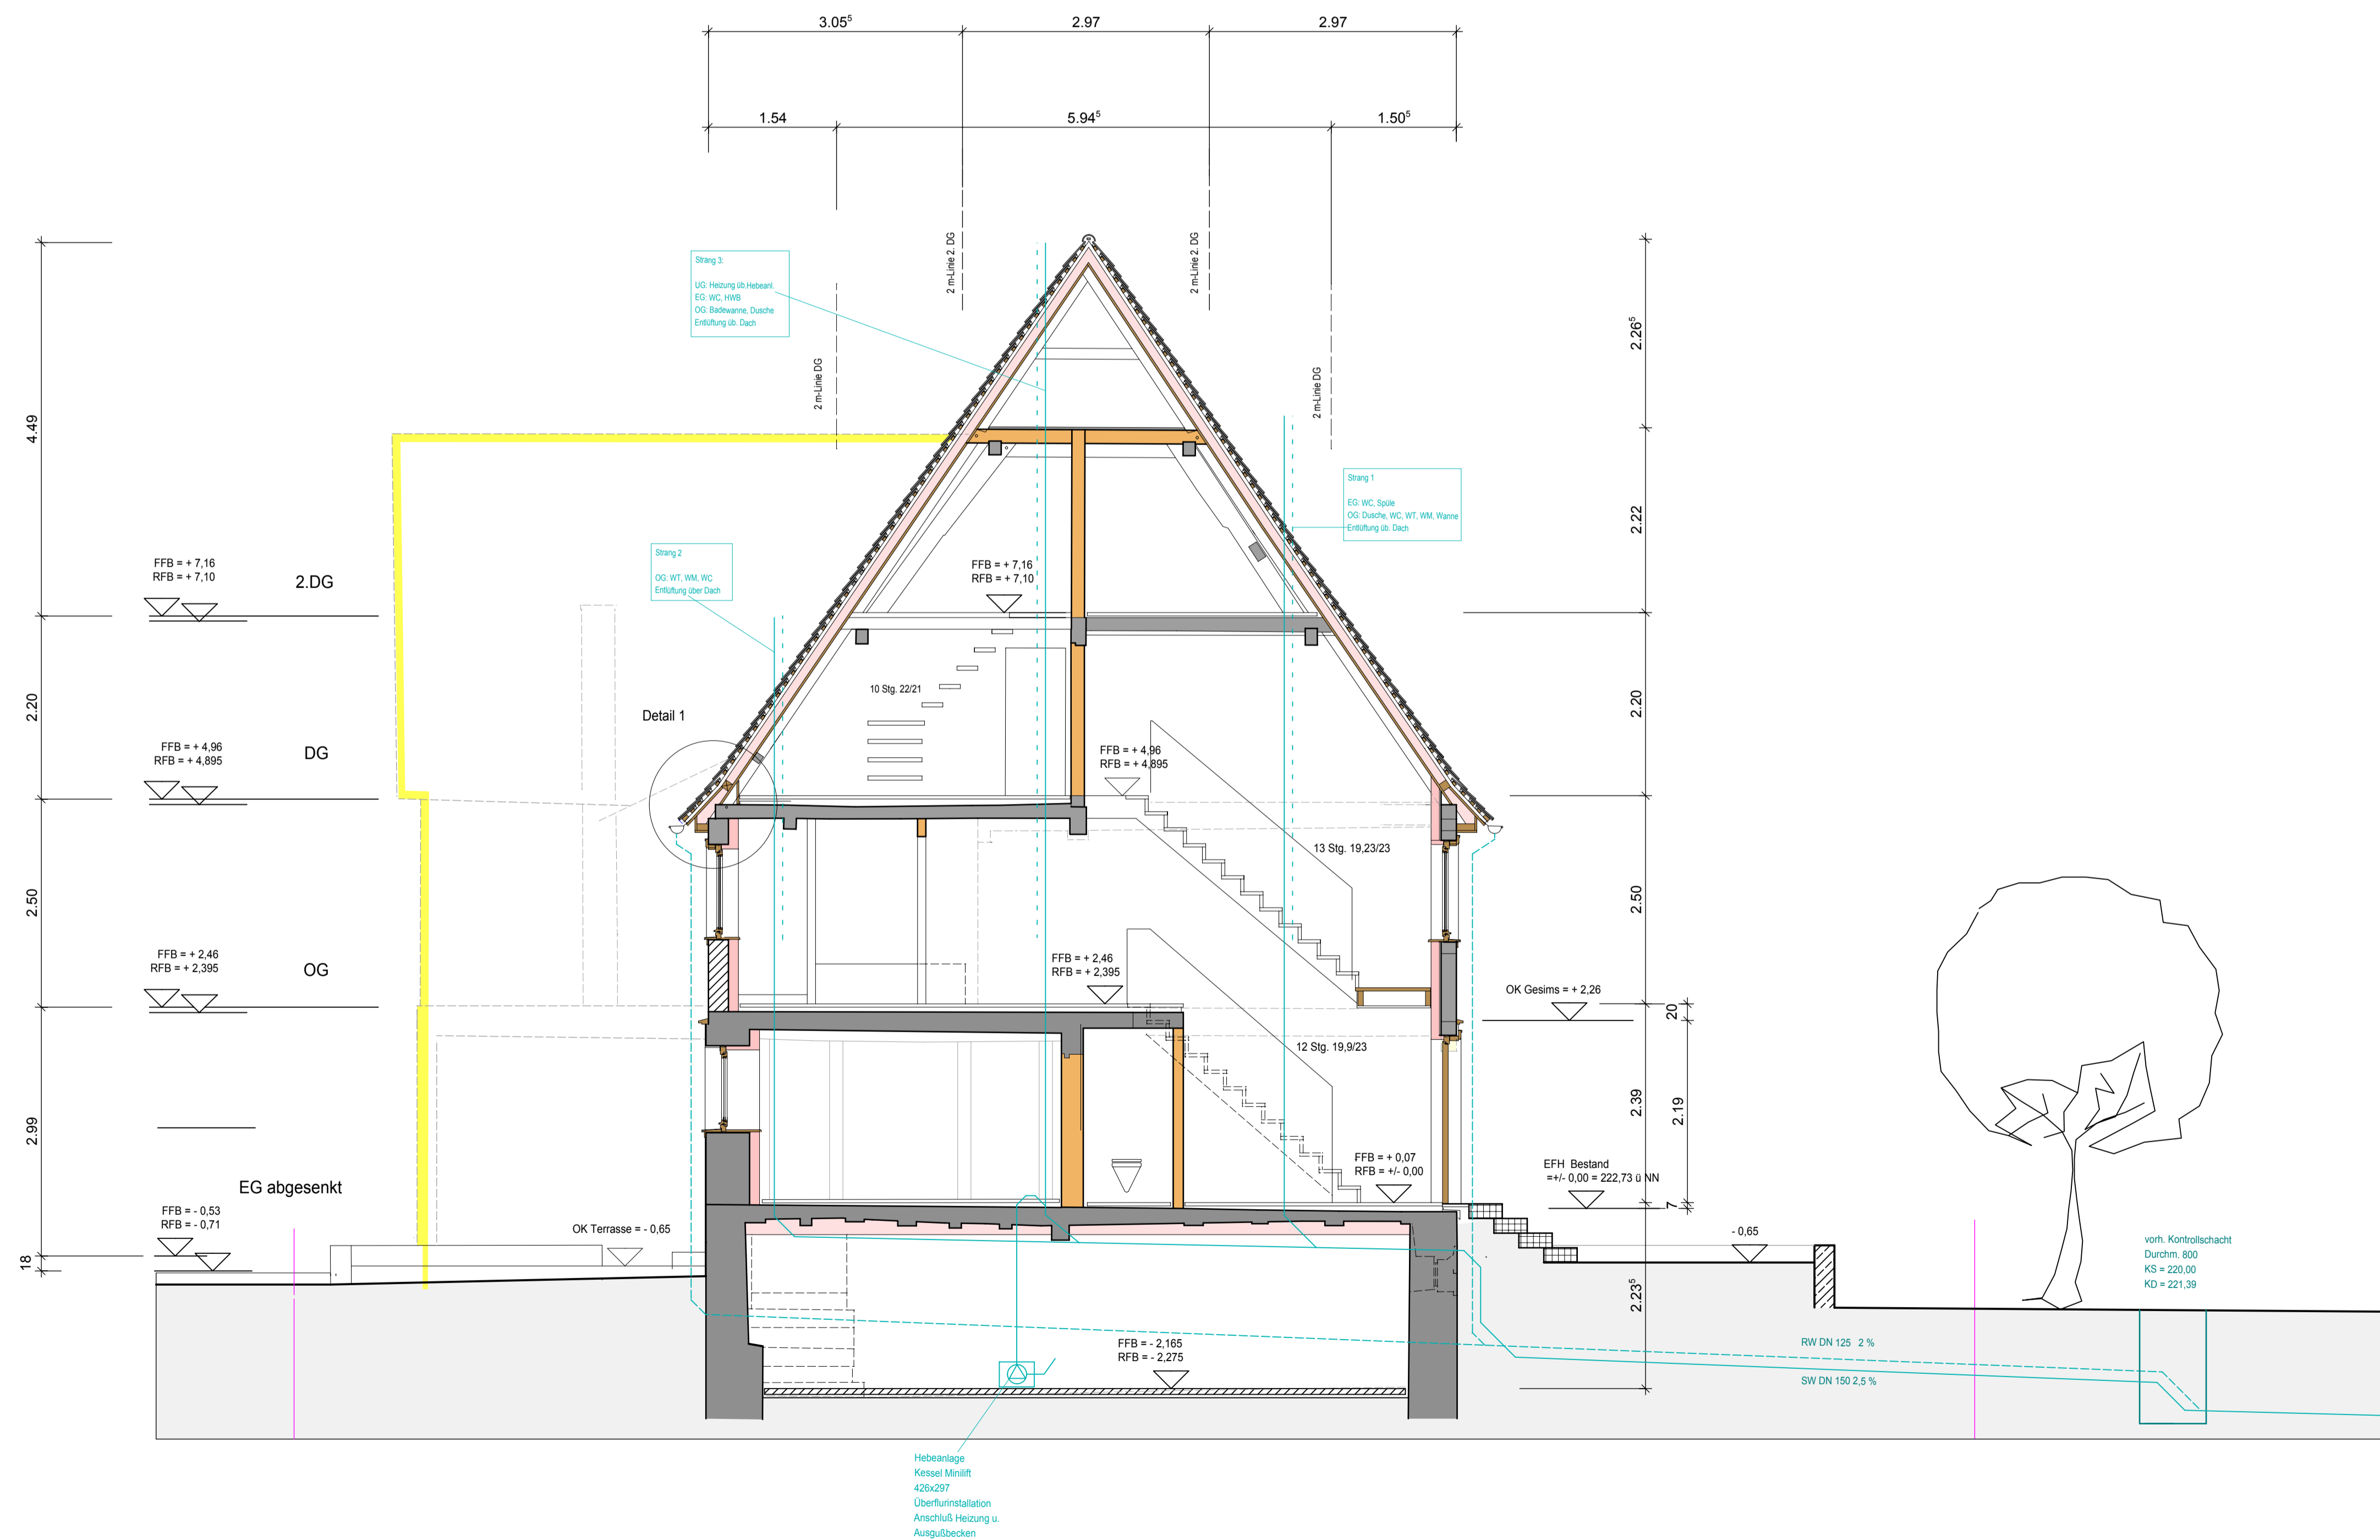 3.05⁵
2.97
2.97
1.54
5.94⁵
1.50⁵
2 m-Linie 2. DG
2 m-Linie 2. DG
2 m-Linie DG
2 m-Linie DG
Strang 3:
UG: Heizung üb.Hebeanl.
EG: WC, HWB
OG: Badewanne, Dusche
Entlüftung üb. Dach
Strang 1
EG: WC, Spüle
OG: Dusche, WC, WT, WM, Wanne
Entlüftung üb. Dach
Strang 2
OG: WT, WM, WC
Entlüftung über Dach
4.49
2.20
2.50
2.99
18
FFB = + 7,16
RFB = + 7,10
2.DG
FFB = + 4,96
RFB = + 4,895
DG
FFB = + 2,46
RFB = + 2,395
OG
EG abgesenkt
FFB = - 0,53
RFB = - 0,71
OK Terrasse = - 0,65
Detail 1
FFB = + 7,16
RFB = + 7,10
10 Stg. 22/21
FFB = + 4,96
RFB = + 4,895
13 Stg. 19,23/23
FFB = + 2,46
RFB = + 2,395
12 Stg. 19,9/23
FFB = + 0,07
RFB = +/- 0,00
FFB = - 2,165
RFB = - 2,275
2.26⁵
2.22
2.20
2.50
2.39
2.23⁵
20
2.19
7
OK Gesims = + 2,26
EFH Bestand
=+/- 0,00 = 222,73 ü NN
- 0,65
vorh. Kontrollschacht
Durchm. 800
KS = 220,00
KD = 221,39
RW DN 125 2 %
SW DN 150 2,5 %
Hebeanlage
Kessel Minilift
426x297
Überflurinstallation
Anschluß Heizung u.
Ausgußbecken